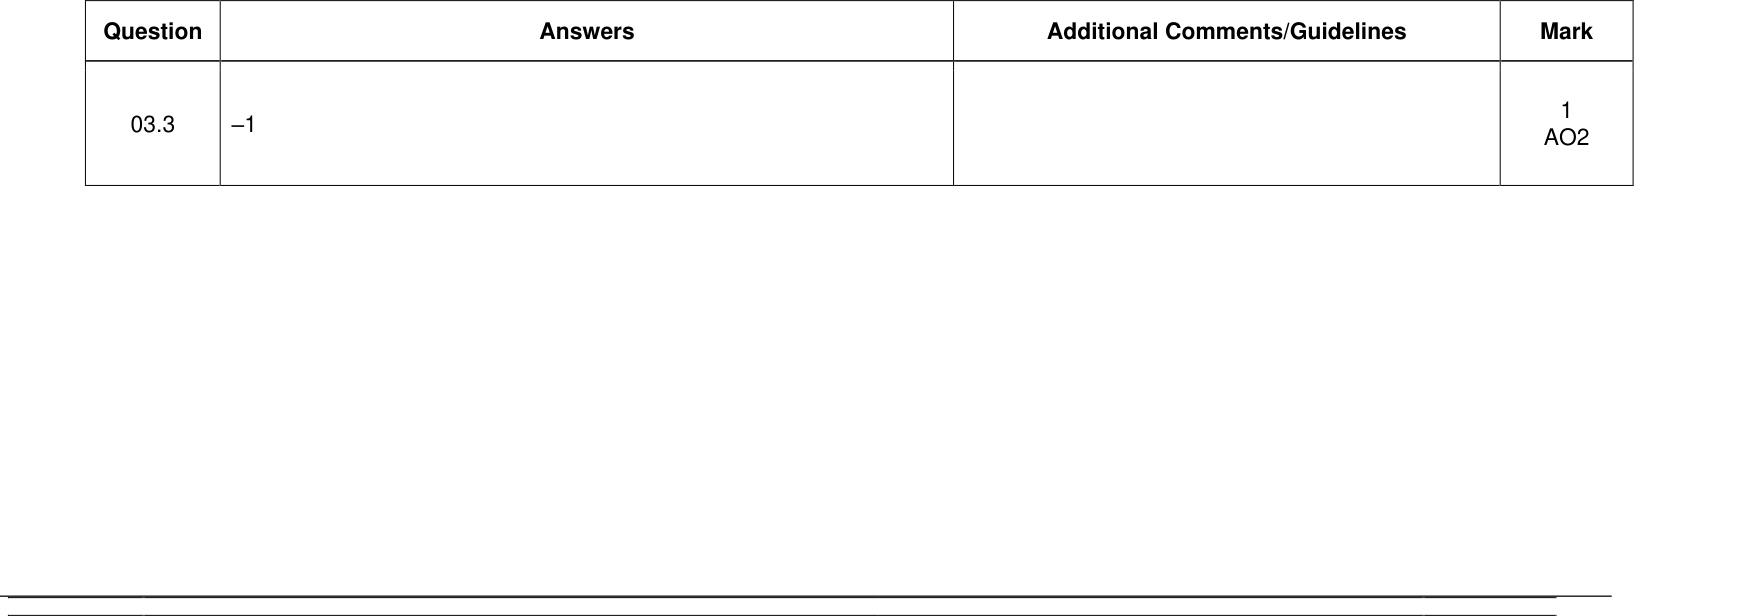 Question Answers Additional Comments/Guidelines Mark
03.3 –1 1
AO2